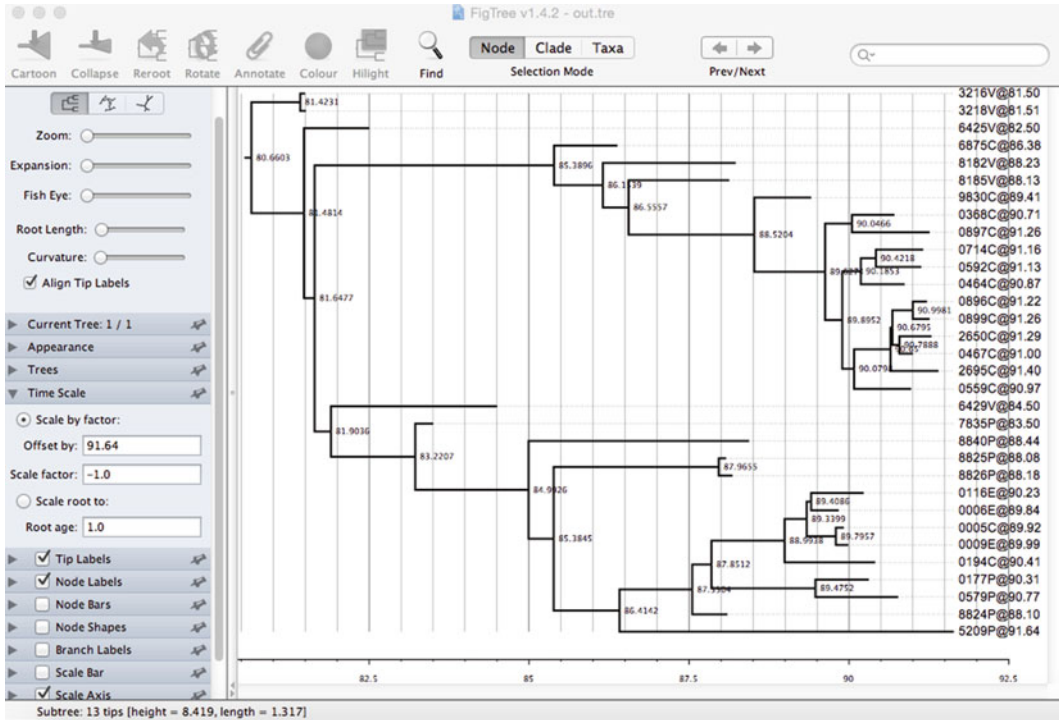 FigTree v1.4.2 - out.tre
Cartoon Collapse Reroot Rotate Annotate Colour Hilight Find
Node Clade Taxa
Selection Mode
Prev/Next
Zoom:
Expansion:
Fish Eye:
Root Length:
Curvature:
Align Tip Labels
Current Tree: 1 / 1
Appearance
Trees
Time Scale
Scale by factor:
Offset by: 91.64
Scale factor: -1.0
Scale root to:
Root age: 1.0
Tip Labels
Node Labels
Node Bars
Node Shapes
Branch Labels
Scale Bar
Scale Axis
3216V@81.50
81.4231
3218V@81.51
6425V@82.50
6875C@86.38
80.6603
85.3896
8182V@88.23
86.1539
8185V@88.13
9830C@89.41
86.5557
81.4814
0368C@90.71
90.0466
0897C@91.26
88.5204
0714C@91.16
90.4218
0592C@91.13
90.1853
0464C@90.87
81.6477
0896C@91.22
90.9981
0899C@91.26
89.8952
90.6795
2650C@91.29
90.7888
0467C@91.00
2695C@91.40
0559C@90.97
6429V@84.50
7835P@83.50
81.9036
8840P@88.44
83.2207
8825P@88.08
87.9655
8826P@88.18
84.9926
0116E@90.23
89.4086
0006E@89.84
89.3399
0005C@89.92
89.7957
85.3845
88.9938
0009E@89.99
0194C@90.41
87.8512
0177P@90.31
89.4752
0579P@90.77
86.4142
8824P@88.10
5209P@91.64
82.5 85 87.5 90 92.5
Subtree: 13 tips [height = 8.419, length = 1.317]